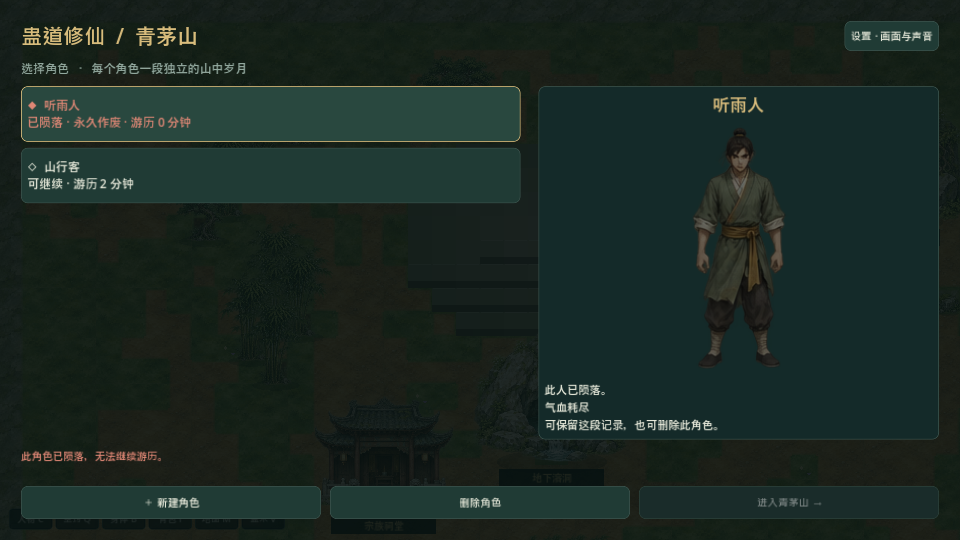 蛊道修仙 / 青茅山
设置 · 画面与声音
选择角色 · 每个角色一段独立的山中岁月
◆ 听雨人
已陨落 · 永久作废 · 游历 0 分钟
◇ 山行客
可继续 · 游历 2 分钟
听雨人
此人已陨落。
气血耗尽
可保留这段记录，也可删除此角色。
此角色已陨落，无法继续游历。
+ 新建角色
删除角色
进入青茅山 →